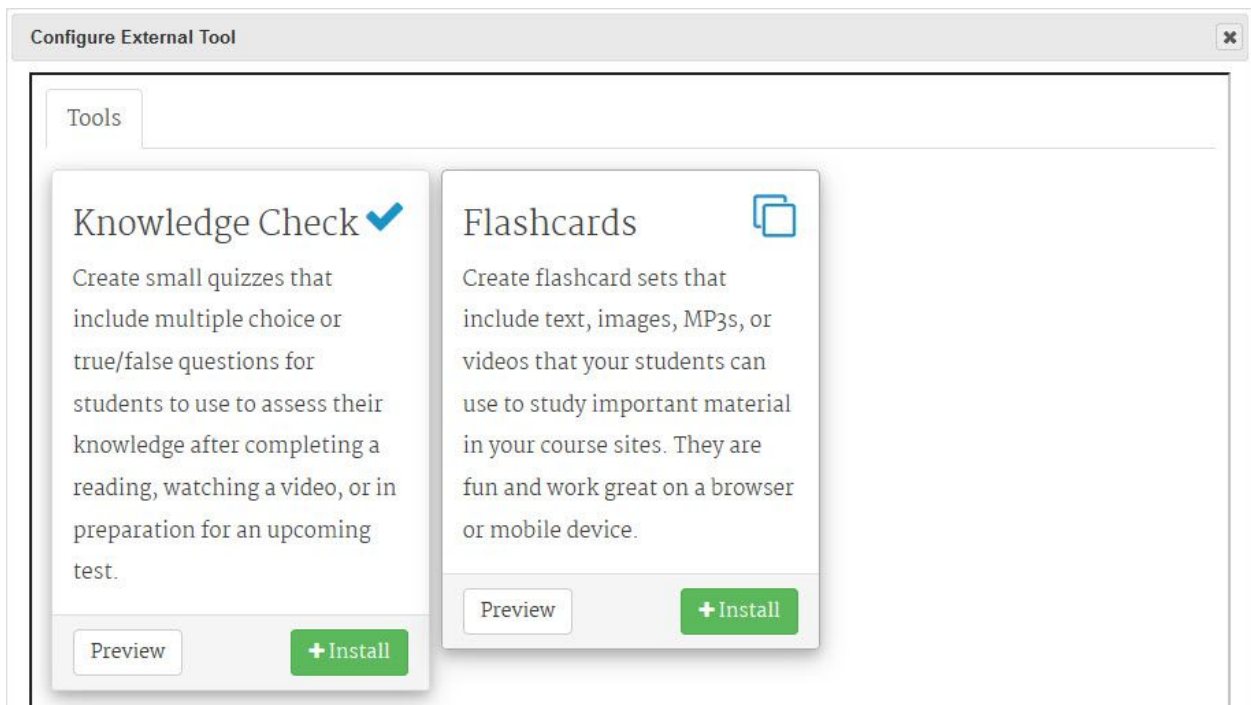 Configure External Tool
Tools
Knowledge Check
Create small quizzes that
include multiple choice or
true/false questions for
students to use to assess their
knowledge after completing a
reading, watching a video, or in
preparation for an upcoming
test.
Preview
Install
Flashcards
Create flashcard sets that
include text, images, MP3s, or
videos that your students can
use to study important material
in your course sites. They are
fun and work great on a browser
or mobile device.
Preview
Install